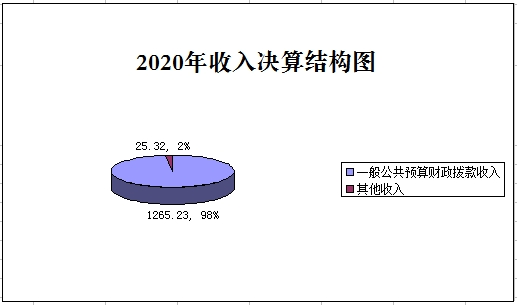 2020年收入决算结构图
25.32, 2%
1265.23, 98%
一般公共预算财政拨款收入
其他收入